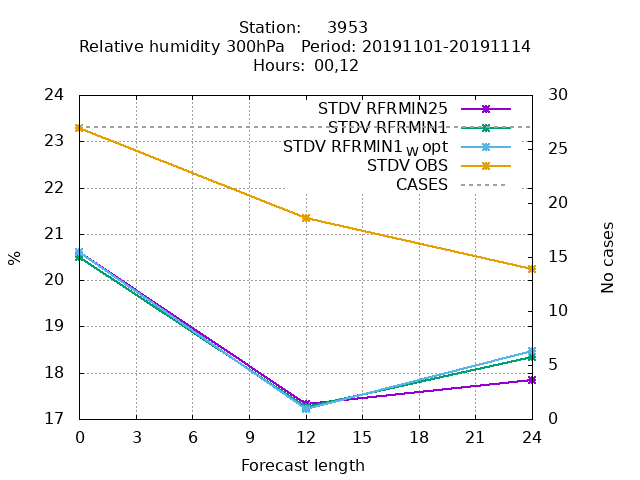 Station: 3953
Relative humidity 300hPa Period: 20191101-20191114
Hours: 00,12
24
23
22
21
20
19
18
17
30
25
20
15
10
5
0
STDV RFRMIN25
STDV RFRMIN1
STDV RFRMIN1 W opt
STDV OBS
CASES
%
No cases
0 3 6 9 12 15 18 21 24
Forecast length